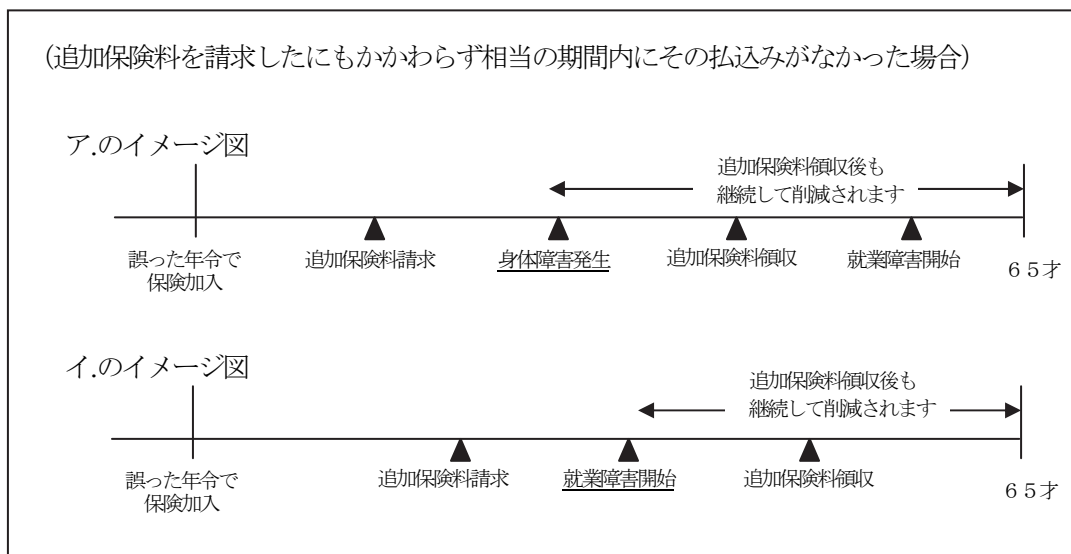 （追加保険料を請求したにもかかわらず相当の期間内にその払込みがなかった場合）
ア.のイメージ図
追加保険料領収後も
継続して削減されます
誤った年令で
保険加入
追加保険料請求
身体障害発生
追加保険料領収
就業障害開始
６５才
イ.のイメージ図
追加保険料領収後も
継続して削減されます
誤った年令で
保険加入
追加保険料請求
就業障害開始
追加保険料領収
６５才